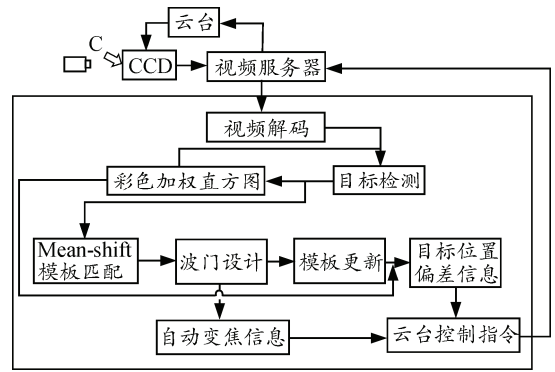 云台
C
CCD
视频服务器
视频解码
彩色加权直方图
目标检测
Mean-shift
模板匹配
波门设计
模板更新
目标位置
偏差信息
自动变焦信息
云台控制指令